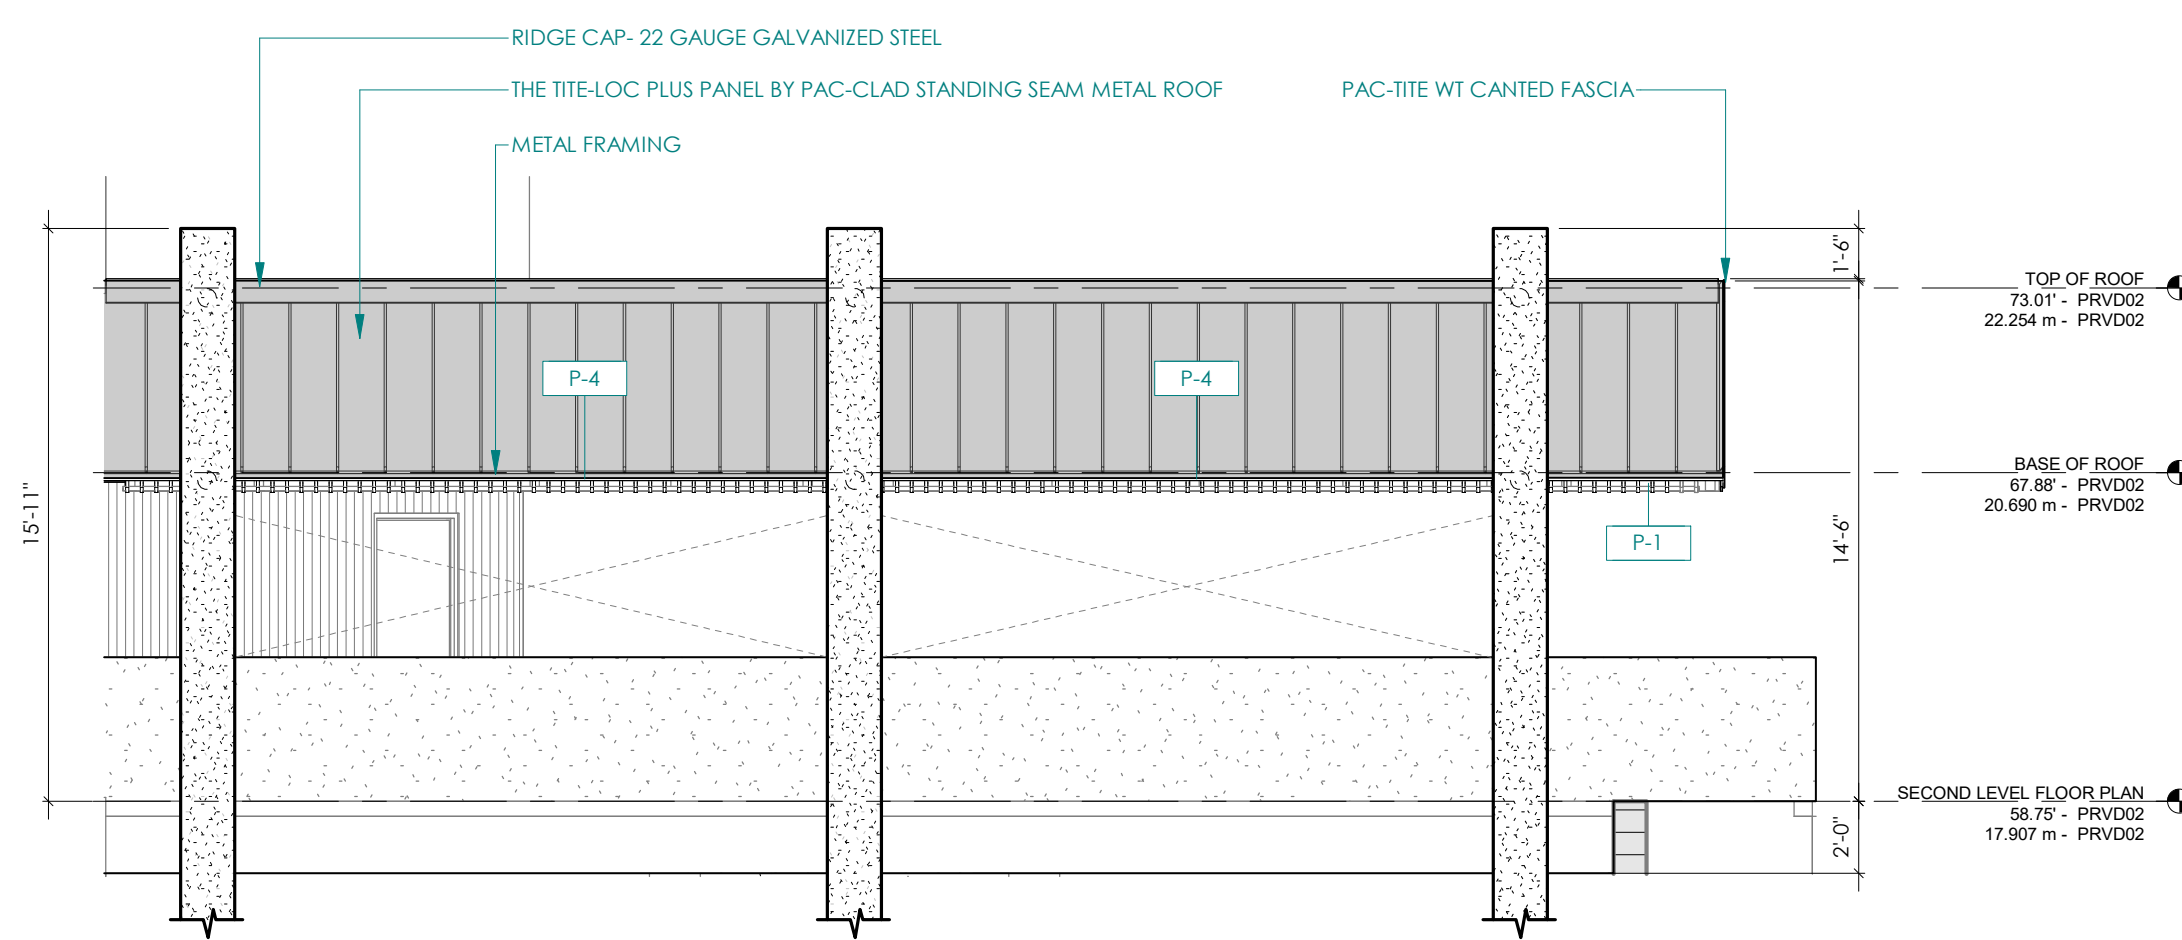 RIDGE CAP- 22 GAUGE GALVANIZED STEEL
THE TITE-LOC PLUS PANEL BY PAC-CLAD STANDING SEAM METAL ROOF
PAC-TITE WT CANTED FASCIA
METAL FRAMING
1'-6"
TOP OF ROOF
73.01' - PRVD02
22.254 m - PRVD02
P-4
P-4
BASE OF ROOF
67.88' - PRVD02
20.690 m - PRVD02
15'-11"
14'-6"
P-1
SECOND LEVEL FLOOR PLAN
58.75' - PRVD02
17.907 m - PRVD02
2'-0"